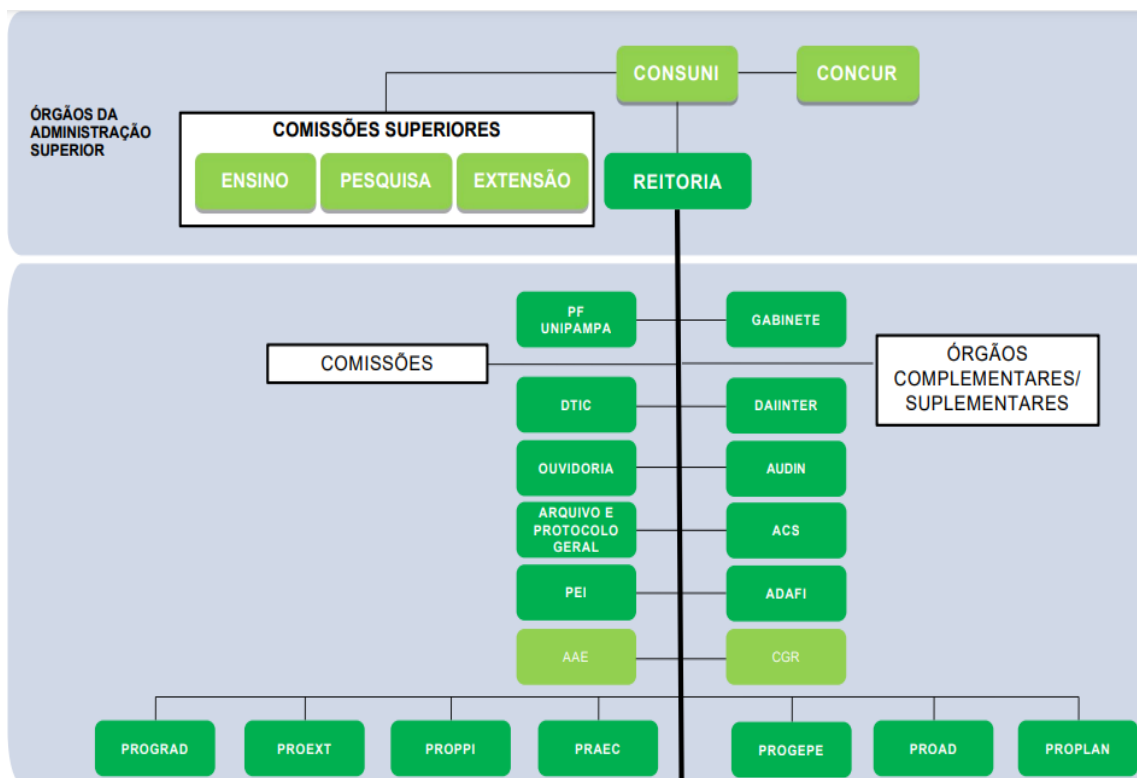 CONSUNI
CONCUR
ÓRGÃOS DA
ADMINISTRAÇÃO
SUPERIOR
COMISSÕES SUPERIORES
ENSINO
PESQUISA
EXTENSÃO
REITORIA
PF
UNIPAMPA
GABINETE
COMISSÕES
ÓRGÃOS
COMPLEMENTARES/
SUPLEMENTARES
DTIC
DAIINTER
OUVIDORIA
AUDIN
ARQUIVO E
PROTOCOLO
GERAL
ACS
PEI
ADAFI
AAE
CGR
PROGRAD
PROEXT
PROPPI
PRAEC
PROGEPE
PROAD
PROPLAN